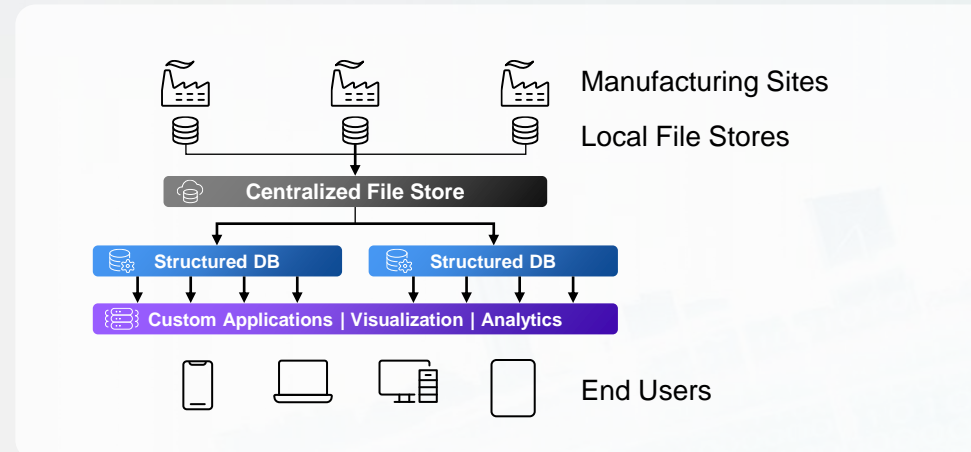 Manufacturing Sites
Local File Stores
Centralized File Store
Structured DB
Structured DB
Custom Applications | Visualization | Analytics
End Users